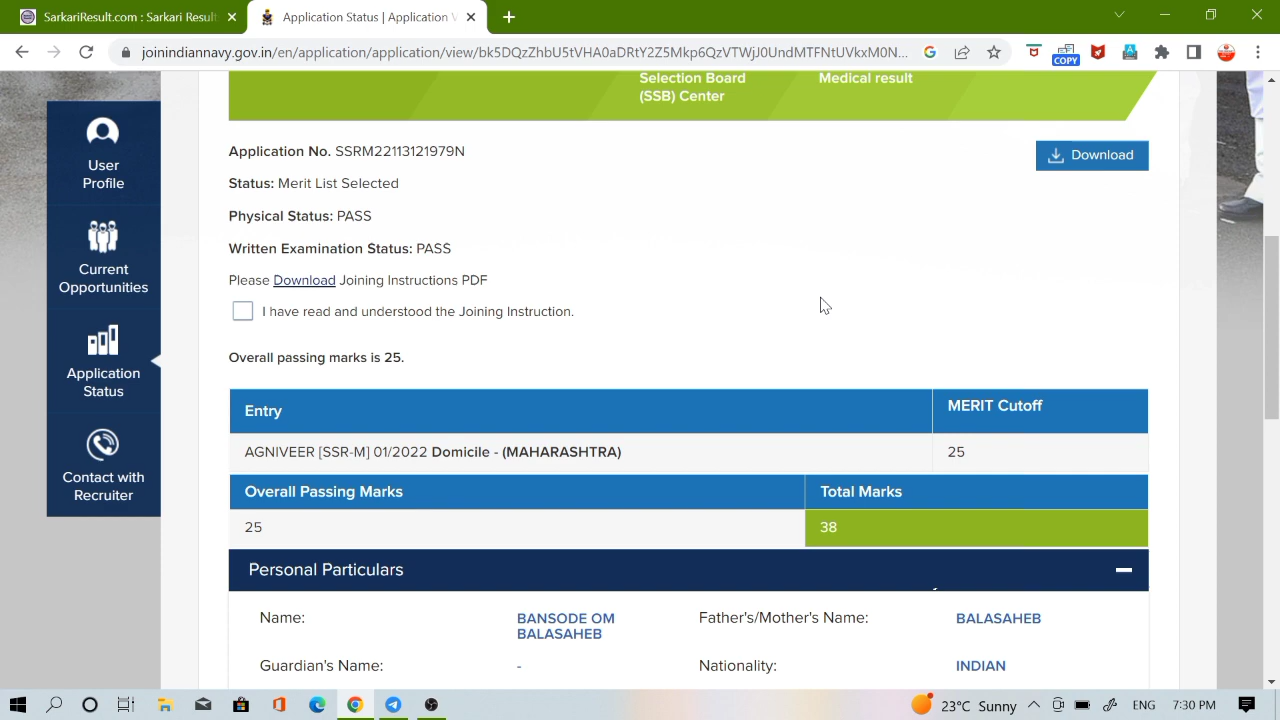 SarkariResult.com : Sarkari Result
Application Status | Application V
joinindiannavy.gov.in/en/application/application/view/
COPY
Selection Board (SSB) Center
Medical result
User Profile
Current Opportunities
Application Status
Contact with Recruiter
Application No. SSRM22113121979N
Download
Status: Merit List Selected
Physical Status: PASS
Written Examination Status: PASS
Please Download Joining Instructions PDF
I have read and understood the Joining Instruction.
Overall passing marks is 25.
Entry MERIT Cutoff
AGNIVEER [SSR-M] 01/2022 Domicile - (MAHARASHTRA) 25
Overall Passing Marks Total Marks
25 38
Personal Particulars
Name: BANSODE OM BALASAHEB Father's/Mother's Name: BALASAHEB
Guardian's Name: - Nationality: INDIAN
23°C Sunny ENG 7:30 PM